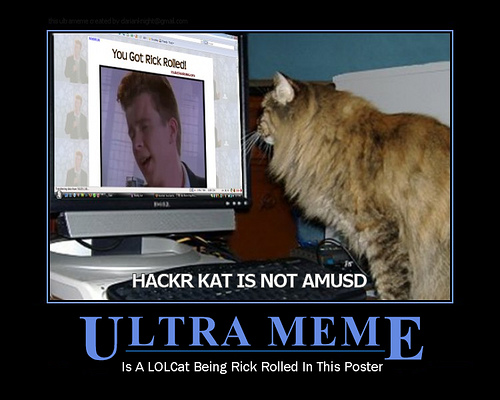 You Got Rick Rolled!
HACKR KAT IS NOT AMUSD
ULTRA MEME
Is A LOLCat Being Rick Rolled In This Poster